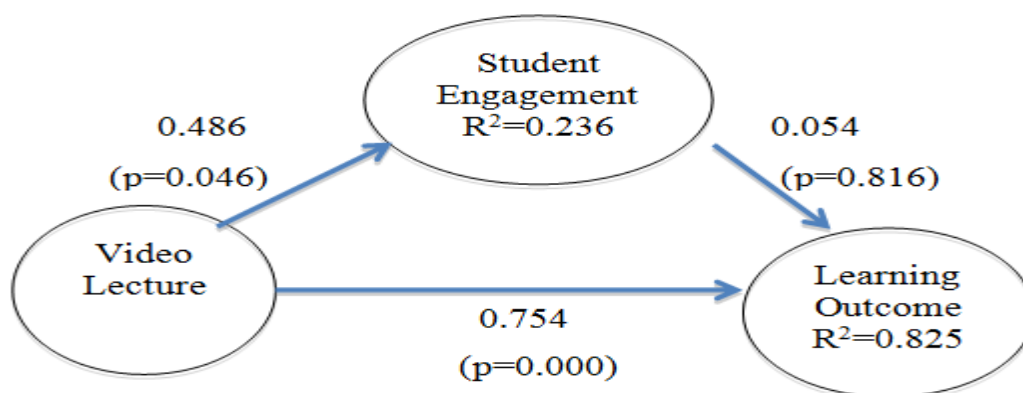 Student
Engagement
R²=0.236
0.486
(p=0.046)
0.054
(p=0.816)
Video
Lecture
0.754
(p=0.000)
Learning
Outcome
R²=0.825